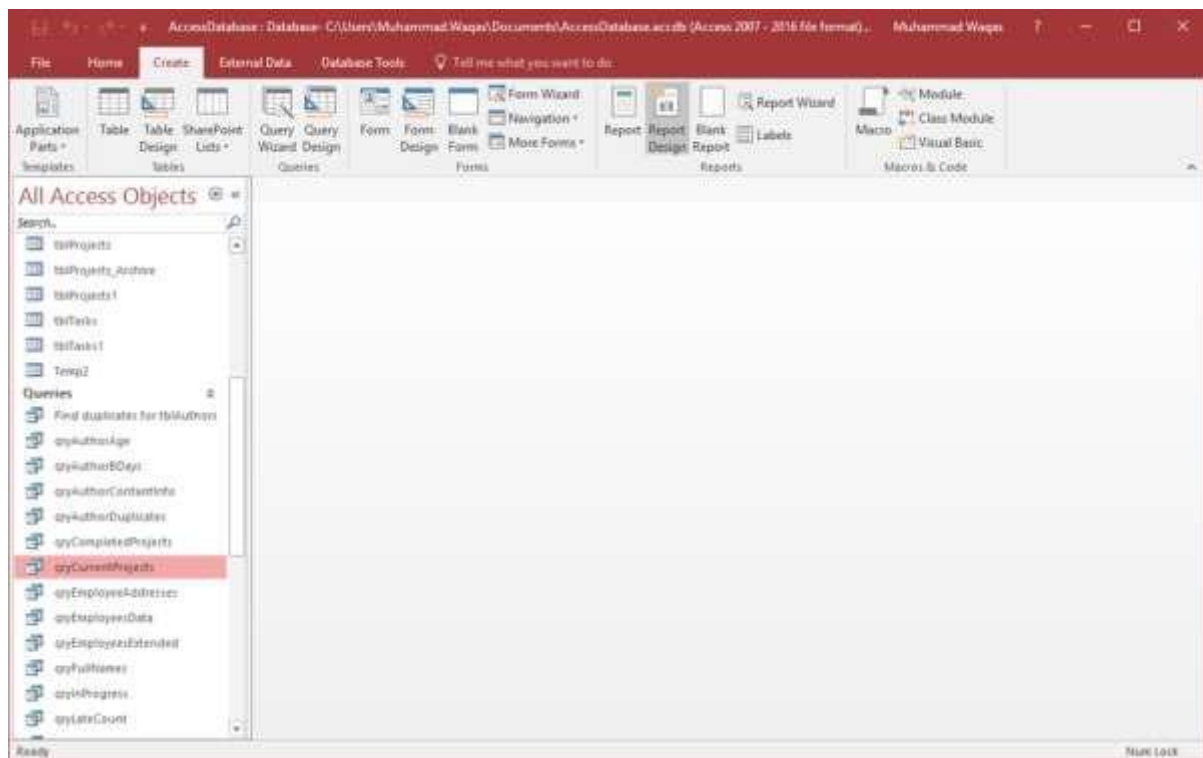 AccessDatabase : Database- C:\Users\Muhammad.Waqas\Documents\AccessDatabase.accdb (Access 2007 - 2016 file format)... Muhammad Waqas ?
File Home Create External Data Database Tools Tell me what you want to do
Application Parts Table Table Design SharePoint Lists Query Wizard Query Design Form Form Design Blank Form Form Wizard Navigation More Forms Report Report Design Blank Report Report Wizard Labels Macro Module Class Module Visual Basic
Templates Tables Queries Forms Reports Macros & Code
All Access Objects
Search...
tblProjects
tblProjects_Archive
tblProjects1
tblTasks
tblTasks1
Temp2
Queries
Find duplicates for tblAuthors
qryAuthorAge
qryAuthorBDays
qryAuthorContantInfo
qryAuthorDuplicates
qryCompletedProjects
qryCurrentProjects
qryEmployeeAddresses
qryEmployeesData
qryEmployeesExtended
qryFullNames
qryInProgress
qryLateCount
Ready Num Lock